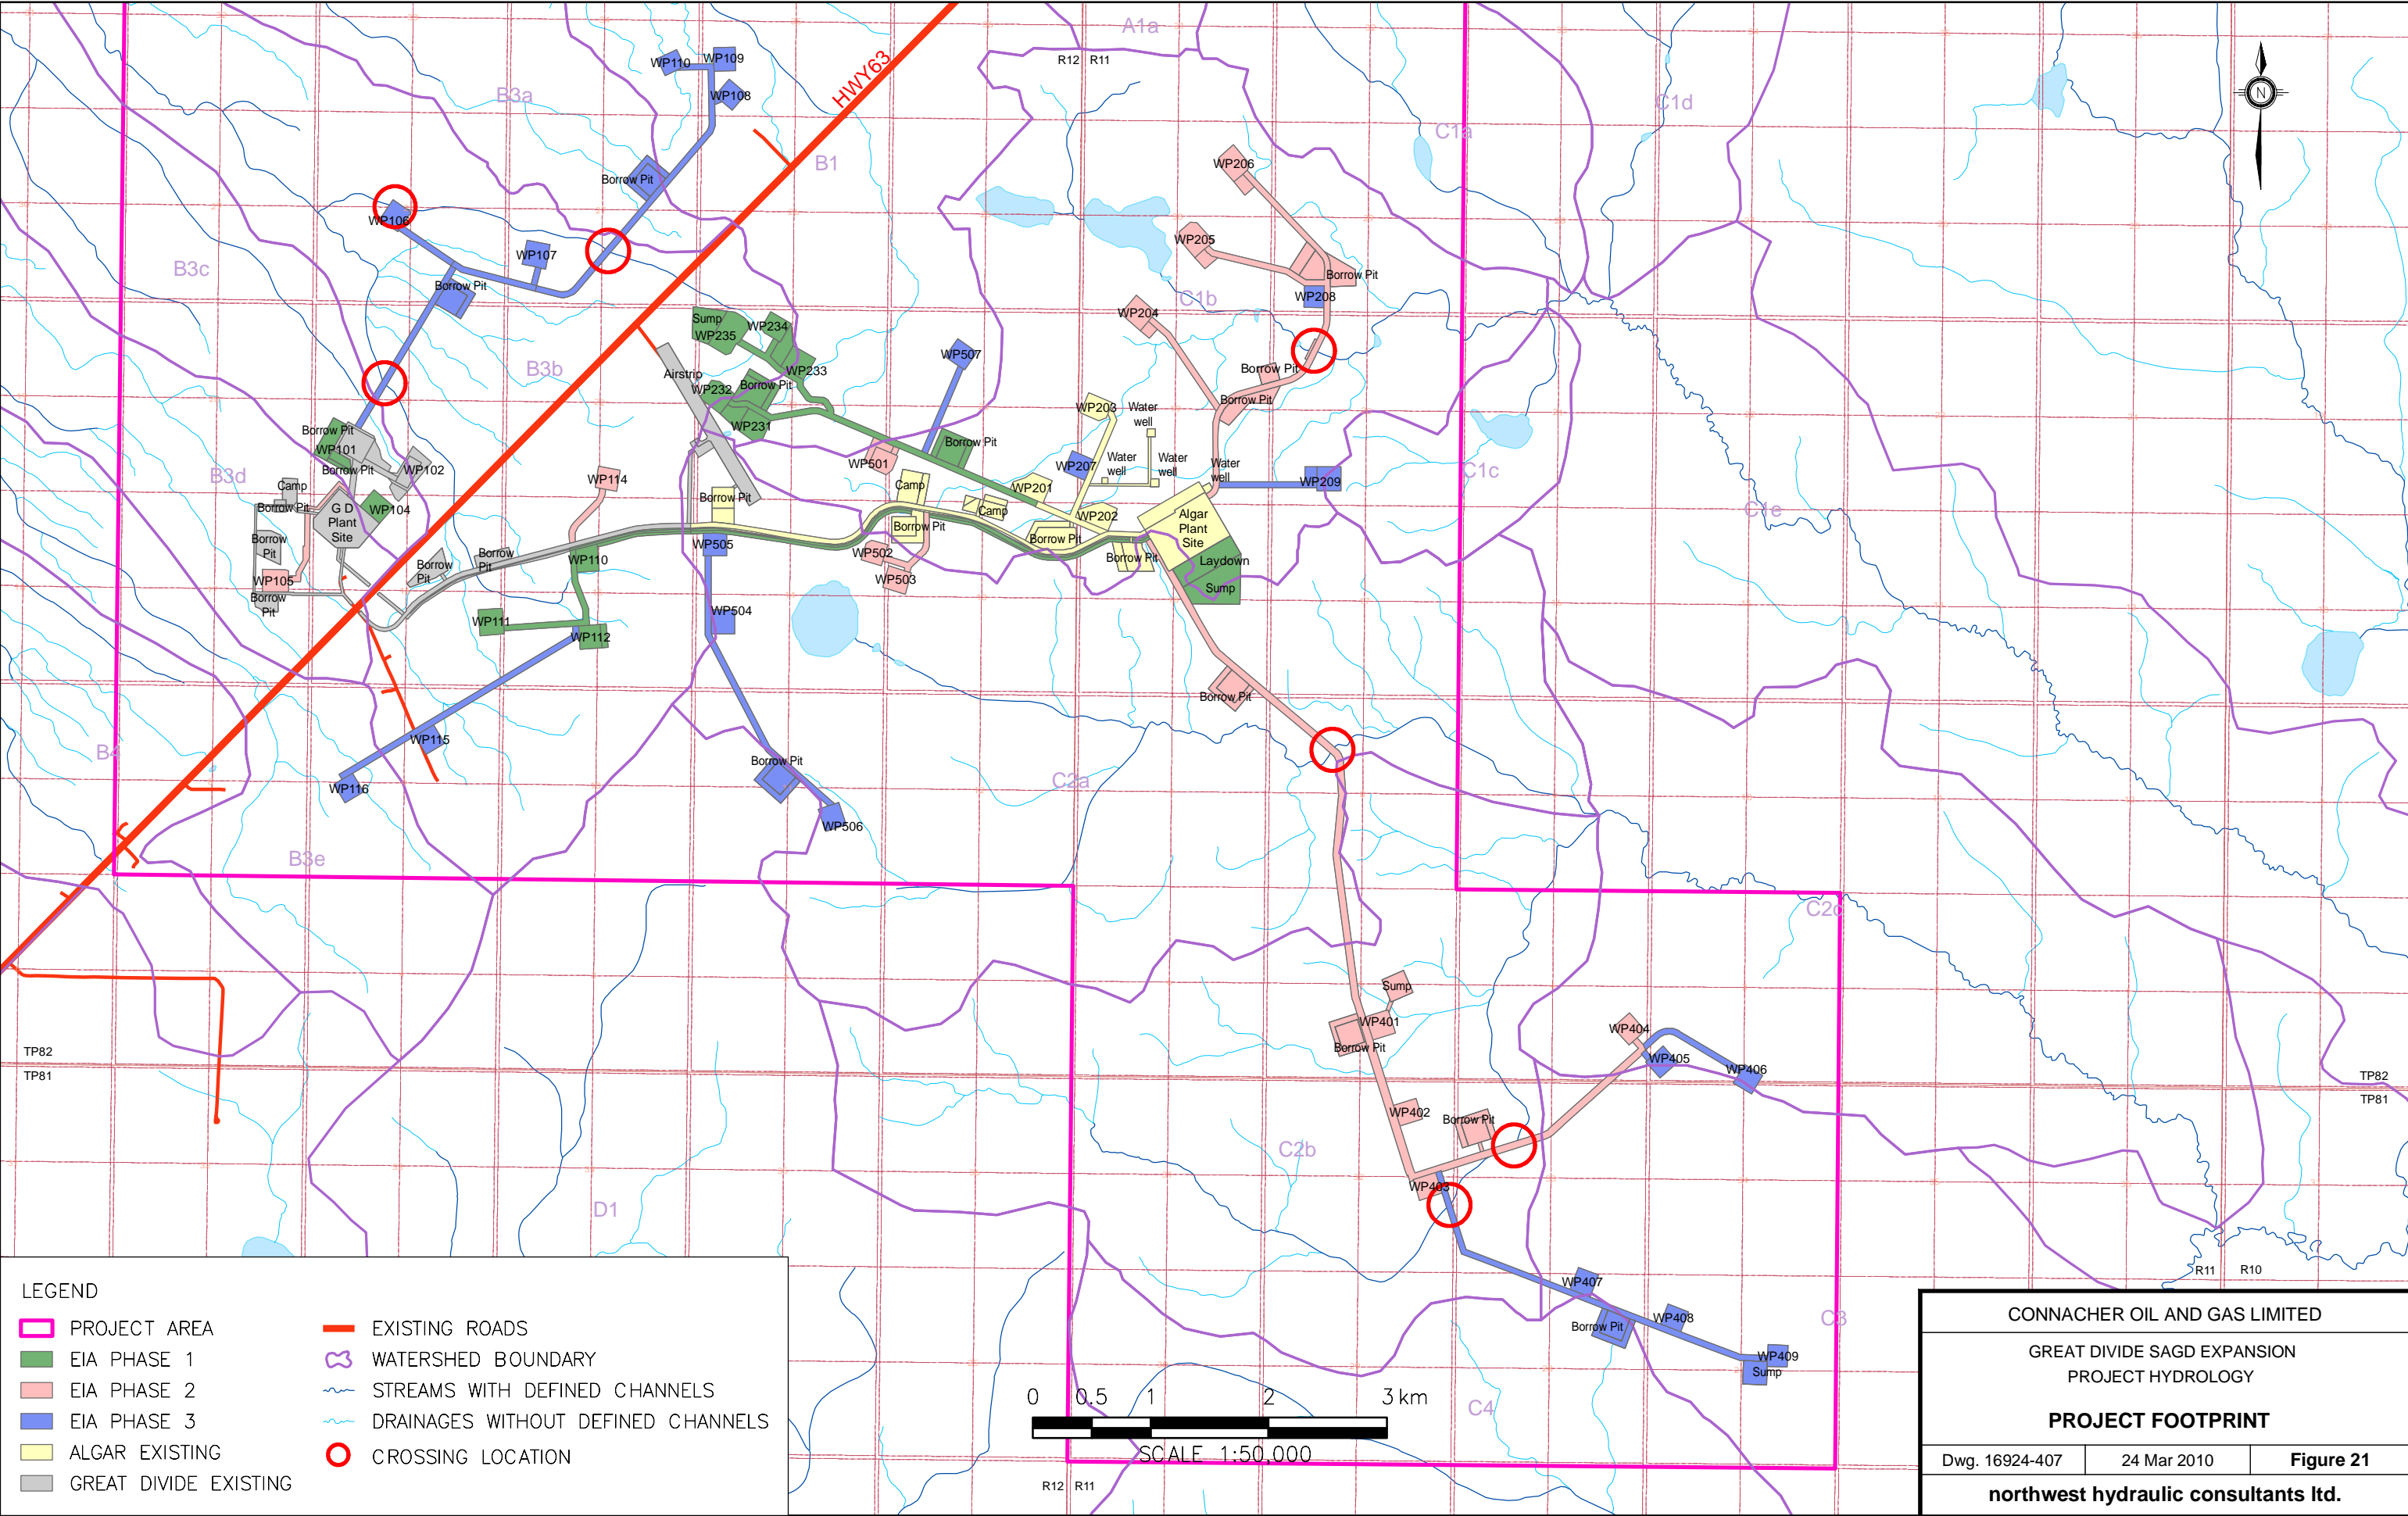 A1a
R12 R11
WP110 WP109
WP108
HWY63
B3a
C1d
C1a
B1
N
WP206
Borrow Pit
WP106
WP107
WP205
B3c
Borrow Pit
Borrow Pit
WP208
C1b
WP204
Sump
WP235
WP234
WP233
WP507
B3b
Airstrip
WP232
Borrow Pit
WP231
Borrow Pit
Borrow Pit
WP203
Water
well
Borrow Pit
WP101
Borrow Pit
WP102
Borrow Pit
WP501
WP207
Water
well
Water
well
Water
well
WP209
C1c
B3d
WP114
Camp
Borrow Pit
G D
Plant
Site
WP104
Borrow Pit
Camp
Camp
WP201
WP202
Algar
Plant
Site
C1e
Borrow
Pit
Borrow Pit
Borrow Pit
Borrow Pit
WP505
WP502
WP503
Laydown
Sump
WP105
Borrow
Pit
Borrow
Pit
Borrow
Pit
WP110
WP111
WP112
WP504
Borrow Pit
B4
WP115
WP116
Borrow Pit
WP506
C2a
B3e
C2c
Sump
WP401
Borrow Pit
WP404
WP405
WP406
TP82
TP81
TP82
TP81
WP402
Borrow Pit
C2b
WP403
D1
R11 R10
WP407
WP408
Borrow Pit
WP409
Sump
C3
C4
LEGEND
PROJECT AREA
EIA PHASE 1
EIA PHASE 2
EIA PHASE 3
ALGAR EXISTING
GREAT DIVIDE EXISTING
EXISTING ROADS
WATERSHED BOUNDARY
STREAMS WITH DEFINED CHANNELS
DRAINAGES WITHOUT DEFINED CHANNELS
CROSSING LOCATION
0 0.5 1 2 3 km
SCALE 1:50,000
R12 R11
CONNACHER OIL AND GAS LIMITED
GREAT DIVIDE SAGD EXPANSION
PROJECT HYDROLOGY
PROJECT FOOTPRINT
Dwg. 16924-407 24 Mar 2010 Figure 21
northwest hydraulic consultants ltd.